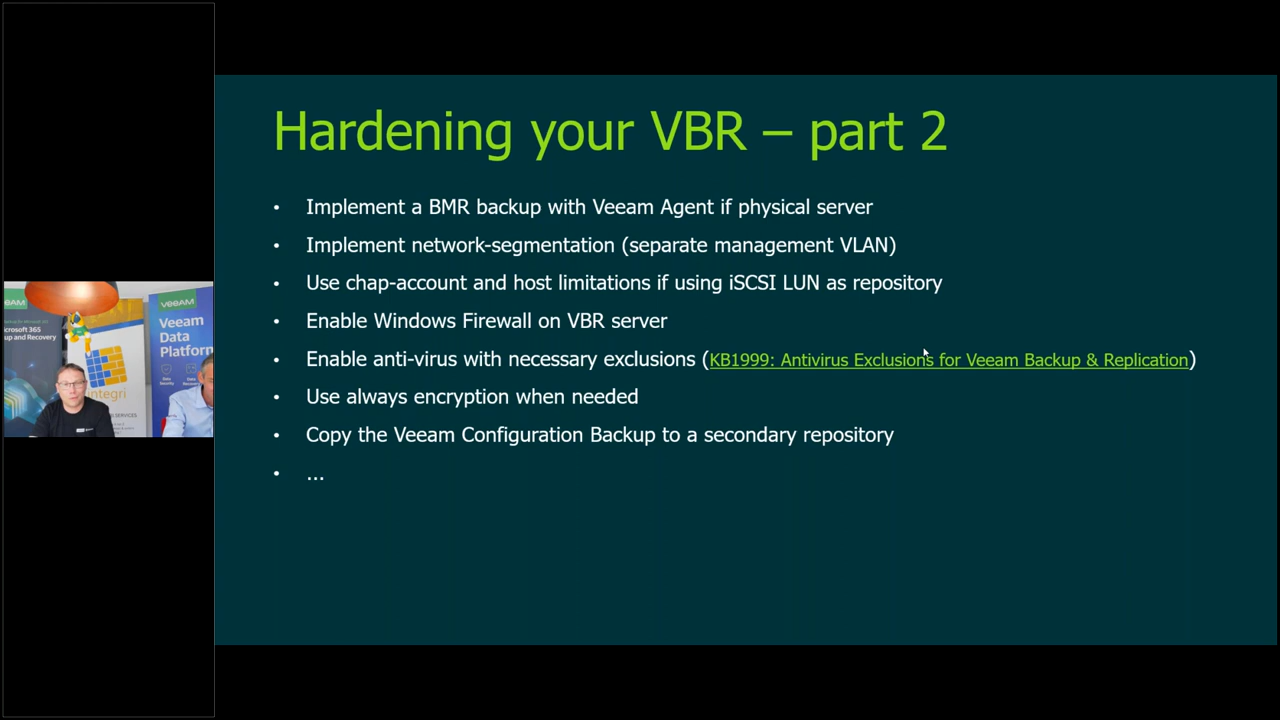 Hardening your VBR – part 2
• Implement a BMR backup with Veeam Agent if physical server
• Implement network-segmentation (separate management VLAN)
• Use chap-account and host limitations if using iSCSI LUN as repository
• Enable Windows Firewall on VBR server
• Enable anti-virus with necessary exclusions (KB1999: Antivirus Exclusions for Veeam Backup & Replication)
• Use always encryption when needed
• Copy the Veeam Configuration Backup to a secondary repository
• ...
veeam
Veeam
Data
Platform
integri